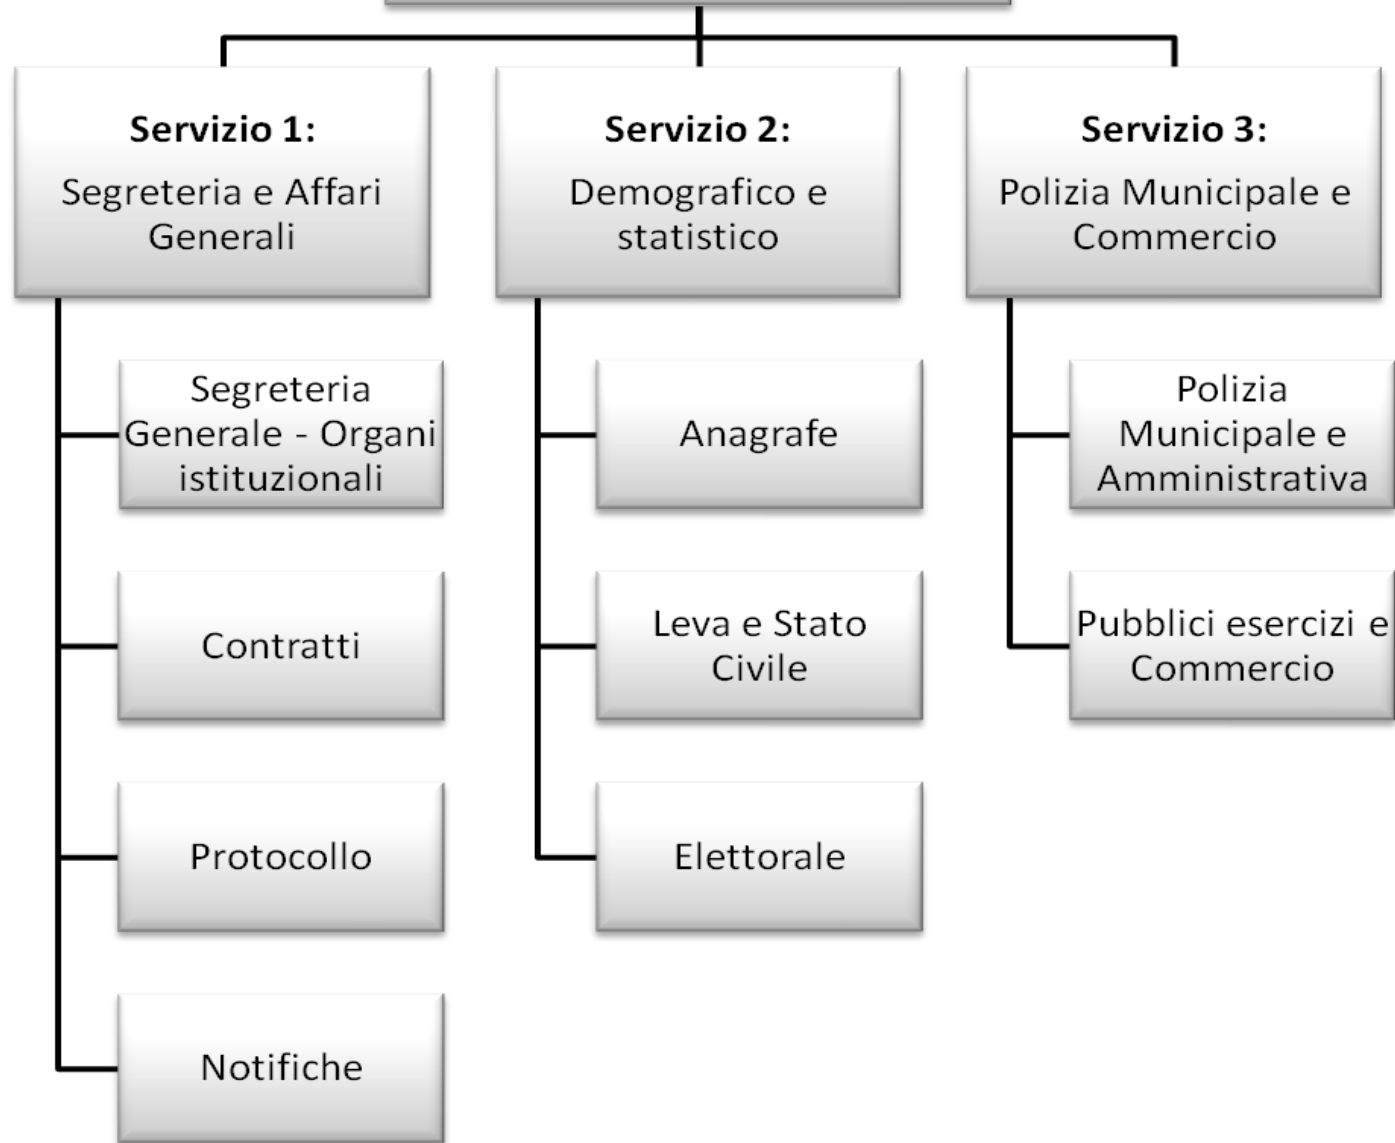 Servizio 1:
Segreteria e Affari
Generali
Segreteria
Generale - Organi
istituzionali
Contratti
Protocollo
Notifiche
Servizio 2:
Demografico e
statistico
Anagrafe
Leva e Stato
Civile
Elettorale
Servizio 3:
Polizia Municipale e
Commercio
Polizia
Municipale e
Amministrativa
Pubblici esercizi e
Commercio